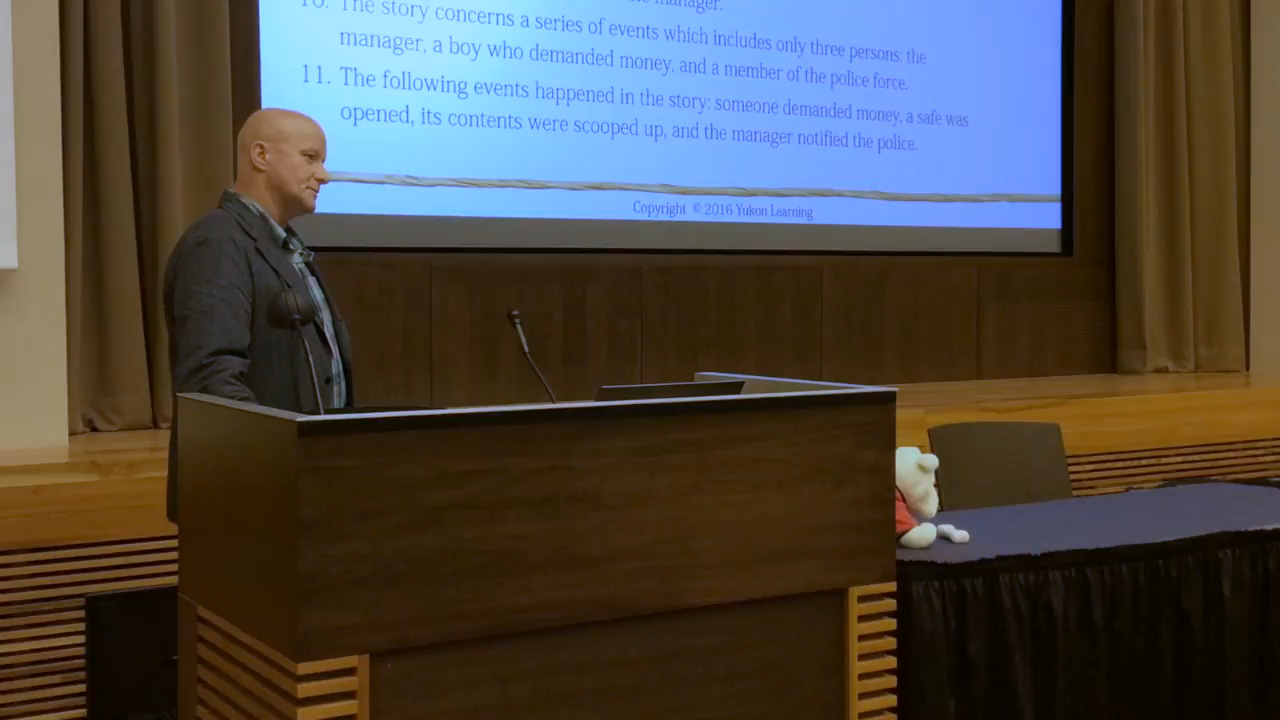 manager.
10. The story concerns a series of events which includes only three persons: the
manager, a boy who demanded money, and a member of the police force.
11. The following events happened in the story: someone demanded money, a safe was
opened, its contents were scooped up, and the manager notified the police.
Copyright © 2016 Yukon Learning